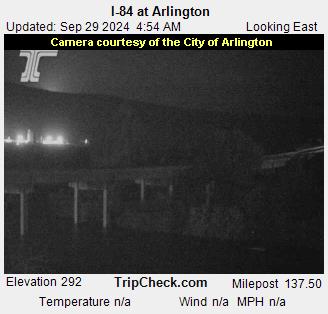 I-84 at Arlington
Updated: Sep 29 2024 4:54 AM Looking East
Camera courtesy of the City of Arlington
Elevation 292 TripCheck.com Milepost 137.50
Temperature n/a Wind n/a MPH n/a